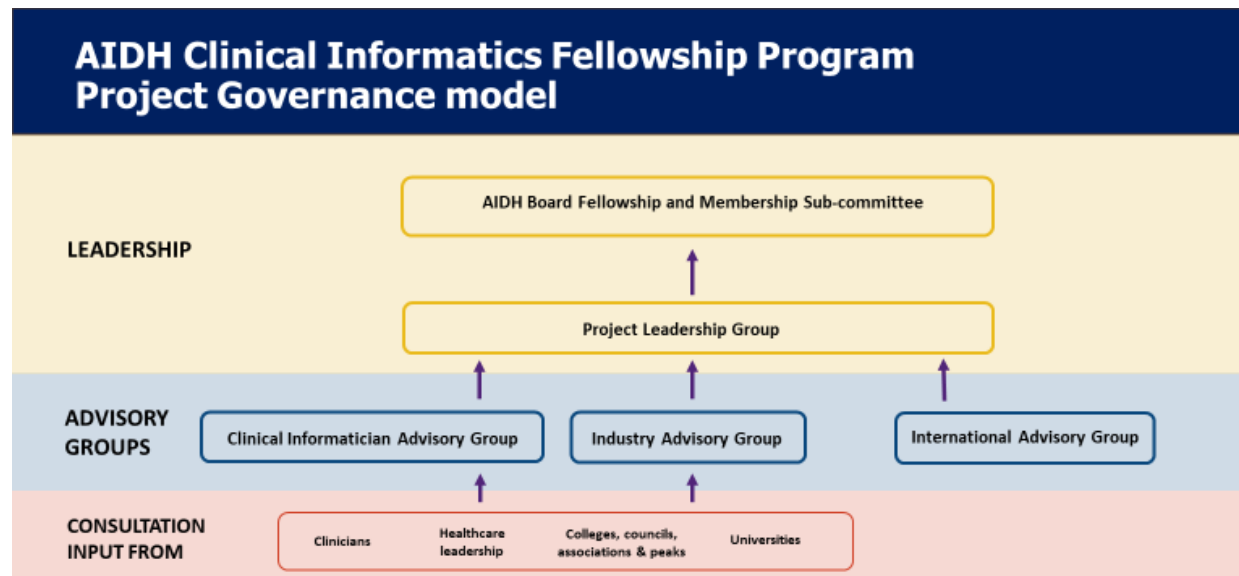 AIDH Clinical Informatics Fellowship Program
Project Governance model
AIDH Board Fellowship and Membership Sub-committee
LEADERSHIP
Project Leadership Group
ADVISORY
GROUPS
Clinical Informatician Advisory Group
Industry Advisory Group
International Advisory Group
CONSULTATION
INPUT FROM
Clinicians
Healthcare
leadership
Colleges, councils,
associations & peaks
Universities